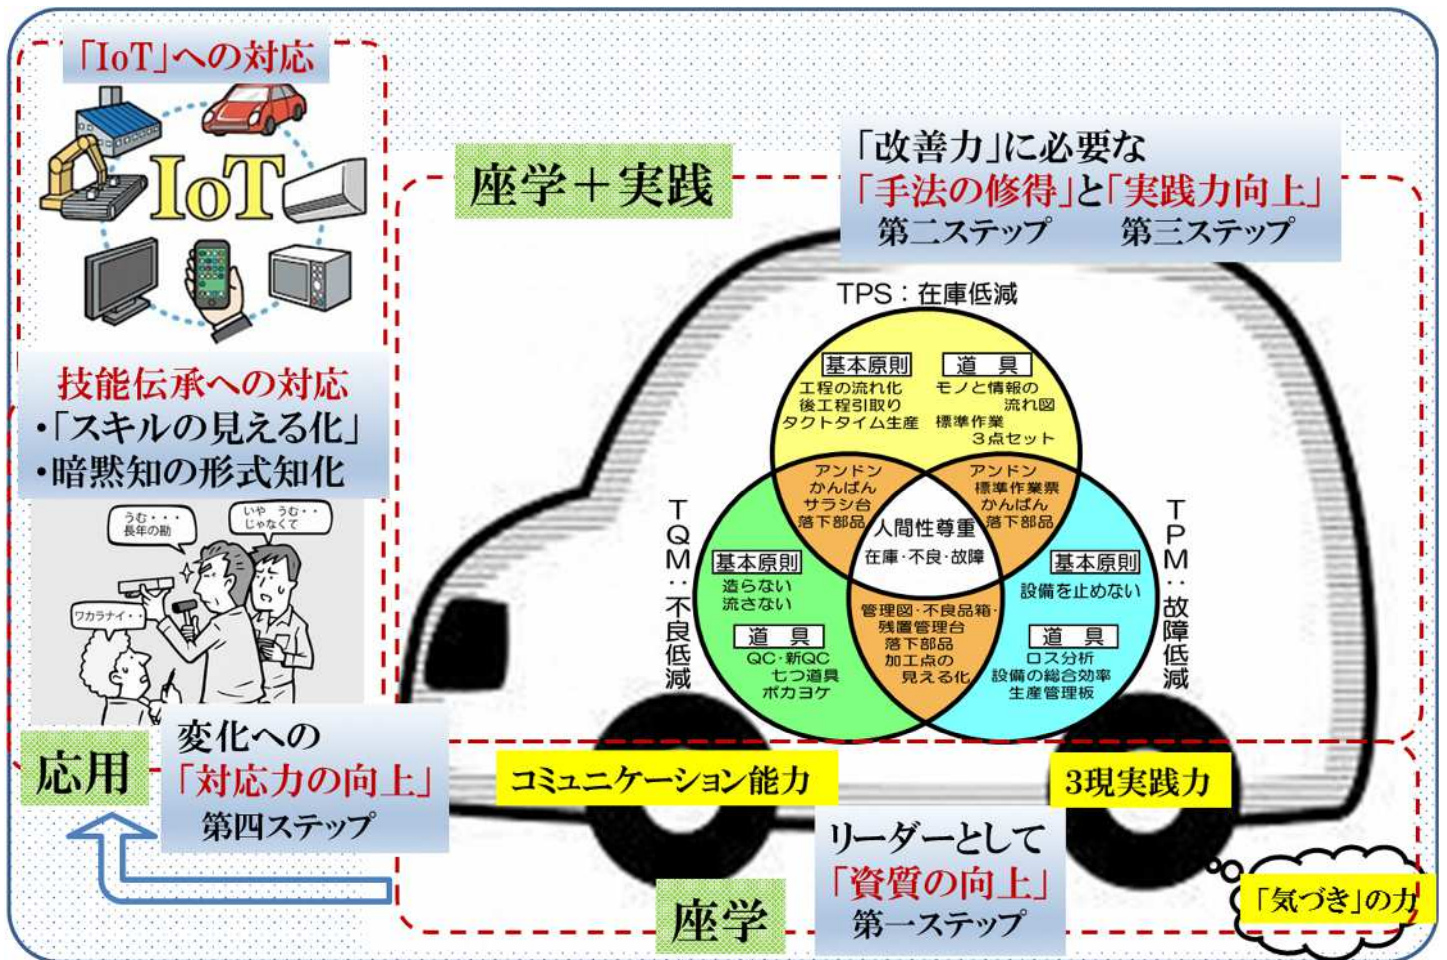 「IoT」への対応
IoT
技能伝承への対応
・「スキルの見える化」
・暗黙知の形式知化
うむ・・・
長年の勘
いや うむ・・
じゃなくて
ワカラナイ・・
応用
変化への
「対応力の向上」
第四ステップ
座学＋実践
「改善力」に必要な
「手法の修得」と「実践力向上」
第二ステップ 第三ステップ
TPS：在庫低減
基本原則
工程の流れ化
後工程引取り
タクトタイム生産
道 具
モノと情報の
流れ図
標準作業
３点セット
アンドン
かんばん
サラシ台
落下部品
アンドン
標準作業票
かんばん
落下部品
人間性尊重
在庫・不良・故障
TQM：不良低減
基本原則
造らない
流さない
道 具
QC・新QC
七つ道具
ポカヨケ
管理図・不良品箱・
残置管理台
落下部品
加工点の
見える化
TPM：故障低減
基本原則
設備を止めない
道 具
ロス分析
設備の総合効率
生産管理板
コミュニケーション能力
3現実践力
リーダーとして
「資質の向上」
第一ステップ
座学
「気づき」の力